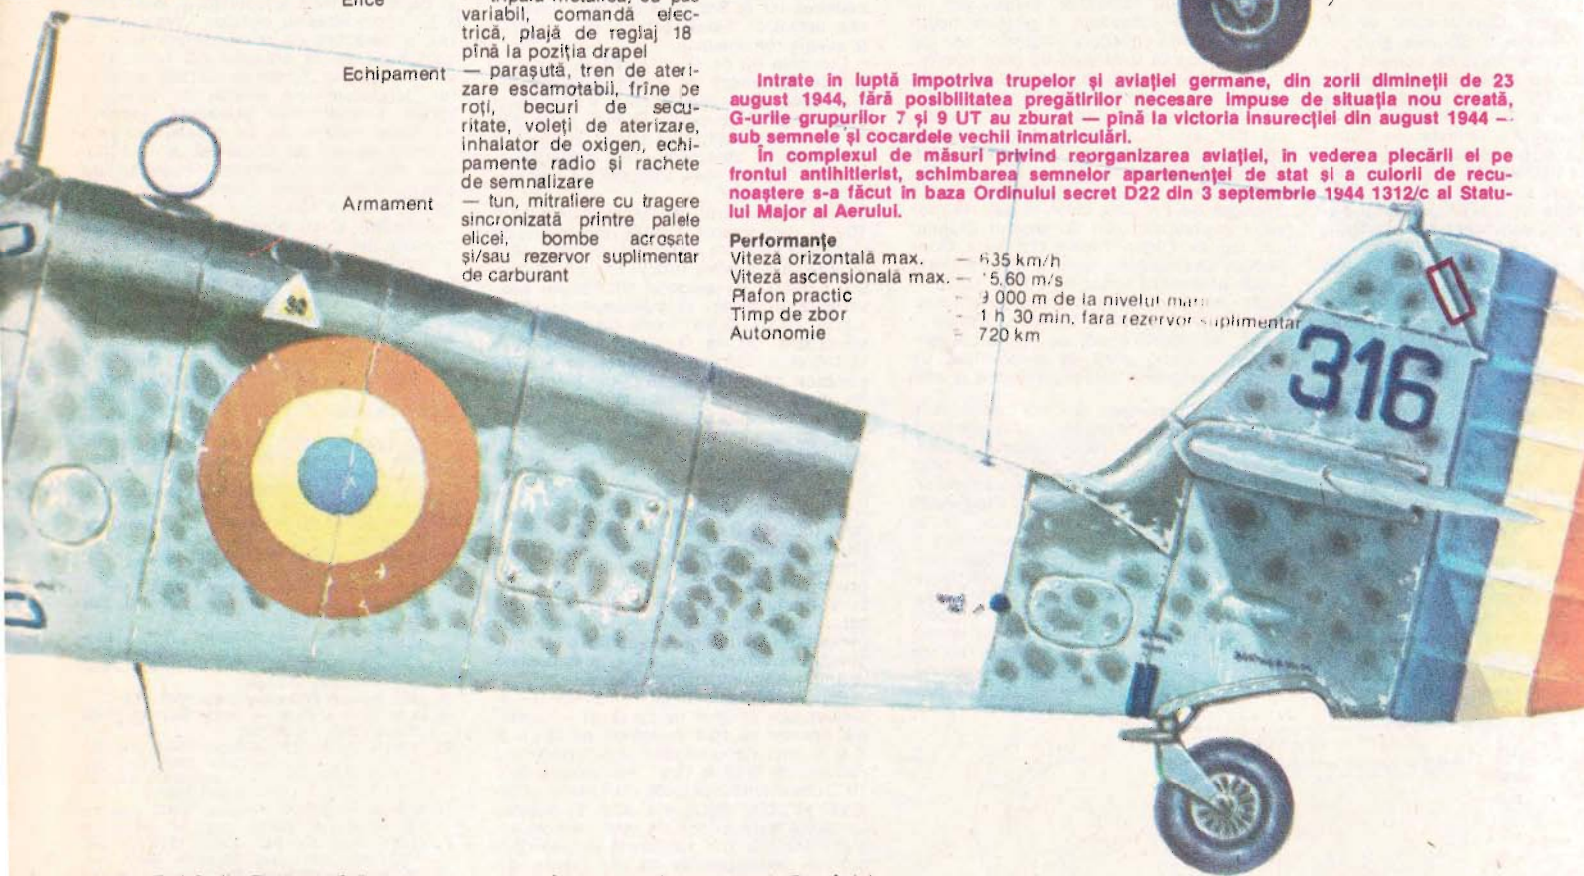 variabil, comandă elec-
trică, plajă de reglaj 18
pînă la poziția drapel
Echipament — parașută, tren de ateri-
zare escamotabil, frîne pe
roți, becuri de secu-
ritate, voleți de aterizare,
inhalator de oxigen, echi-
pamente radio și rachete
de semnalizare
Armament — tun, mitraliere cu tragere
sincronizată printre palele
elicei, bombe acroșate
și/sau rezervor suplimentar
de carburant
Intrate în luptă împotriva trupelor și aviației germane, din zorii dimineții de 23
august 1944, fără posibilitatea pregătirilor necesare impuse de situația nou creată,
G-urile grupurilor 7 și 9 UT au zburat — pînă la victoria insurecției din august 1944 —
sub semnele și cocardele vechii înmatriculări.
În complexul de măsuri privind reorganizarea aviației, în vederea plecării ei pe
frontul antihitlerist, schimbarea semnelor apartenenței de stat și a culorii de recu-
noaștere s-a făcut în baza Ordinului secret D22 din 3 septembrie 1944 1312/c al Statu-
lui Major al Aerului.
Performanțe
Viteză orizontală max. — 635 km/h
Viteză ascensională max. — 5,60 m/s
Plafon practic - 9 000 m de la nivelul
Timp de zbor - 1 h 30 min, fără rezervor suplimentar
Autonomie - 720 km
316